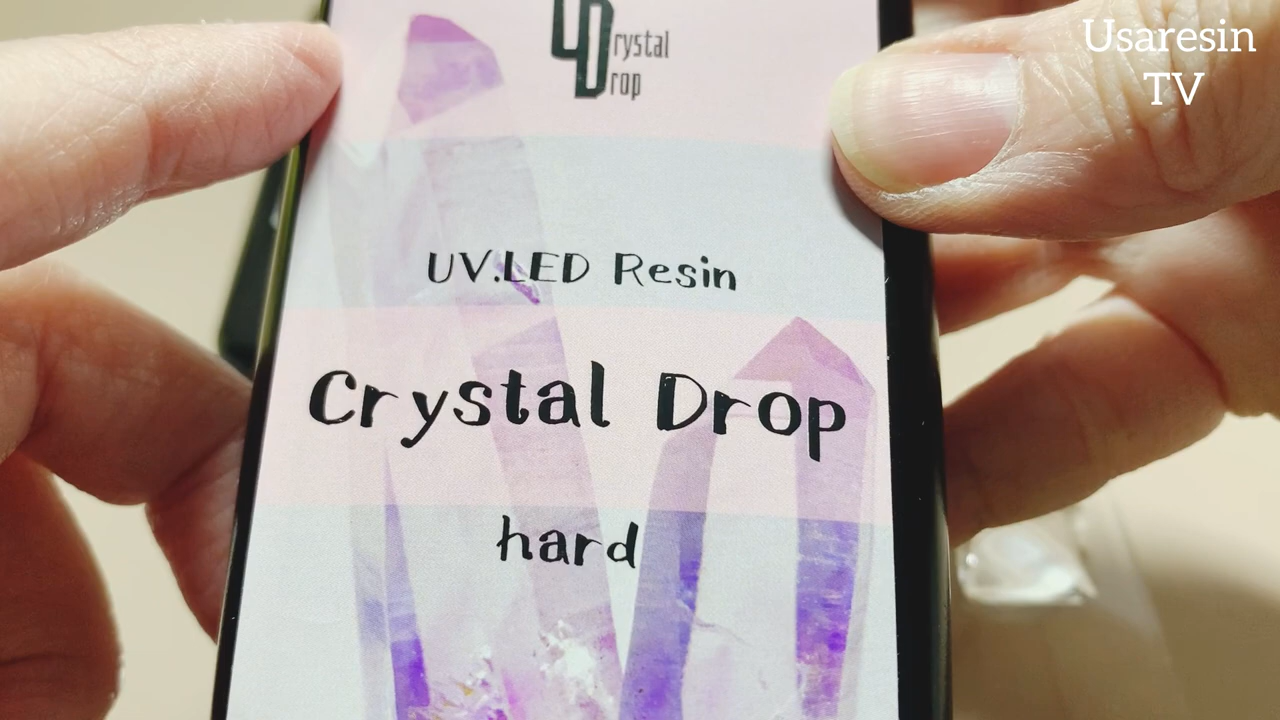 Crystal
Drop
Usaresin
TV
UV.LED Resin
Crystal Drop
hard